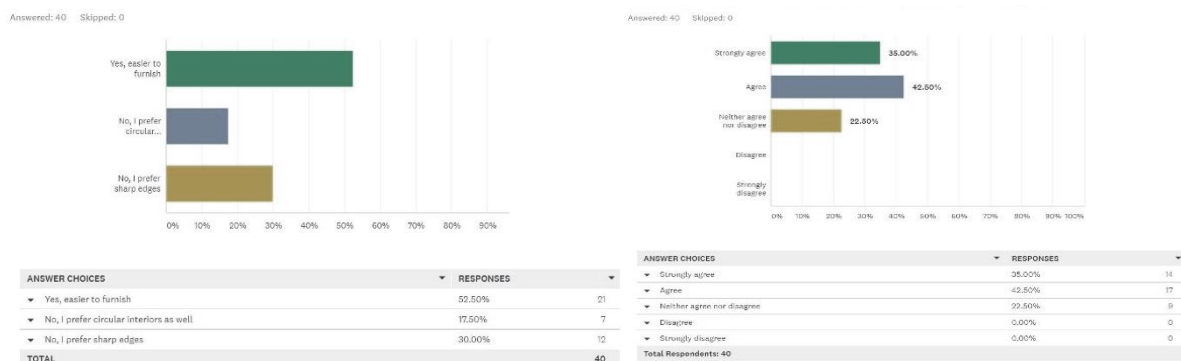 Answered: 40 Skipped: 0
Yes, easier to
furnish
No, I prefer
circular...
No, I prefer
sharp edges
0% 10% 20% 30% 40% 50% 60% 70% 80% 90%
ANSWER CHOICES RESPONSES
Yes, easier to furnish 52.50% 21
No, I prefer circular interiors as well 17.50% 7
No, I prefer sharp edges 30.00% 12
TOTAL 40
Answered: 40 Skipped: 0
Strongly agree 35.00%
Agree 42.50%
Neither agree
nor disagree 22.50%
Disagree
Strongly
disagree
0% 10% 20% 30% 40% 50% 60% 70% 80% 90% 100%
ANSWER CHOICES RESPONSES
Strongly agree 35.00% 14
Agree 42.50% 17
Neither agree nor disagree 22.50% 9
Disagree 0.00% 0
Strongly disagree 0.00% 0
Total Respondents: 40